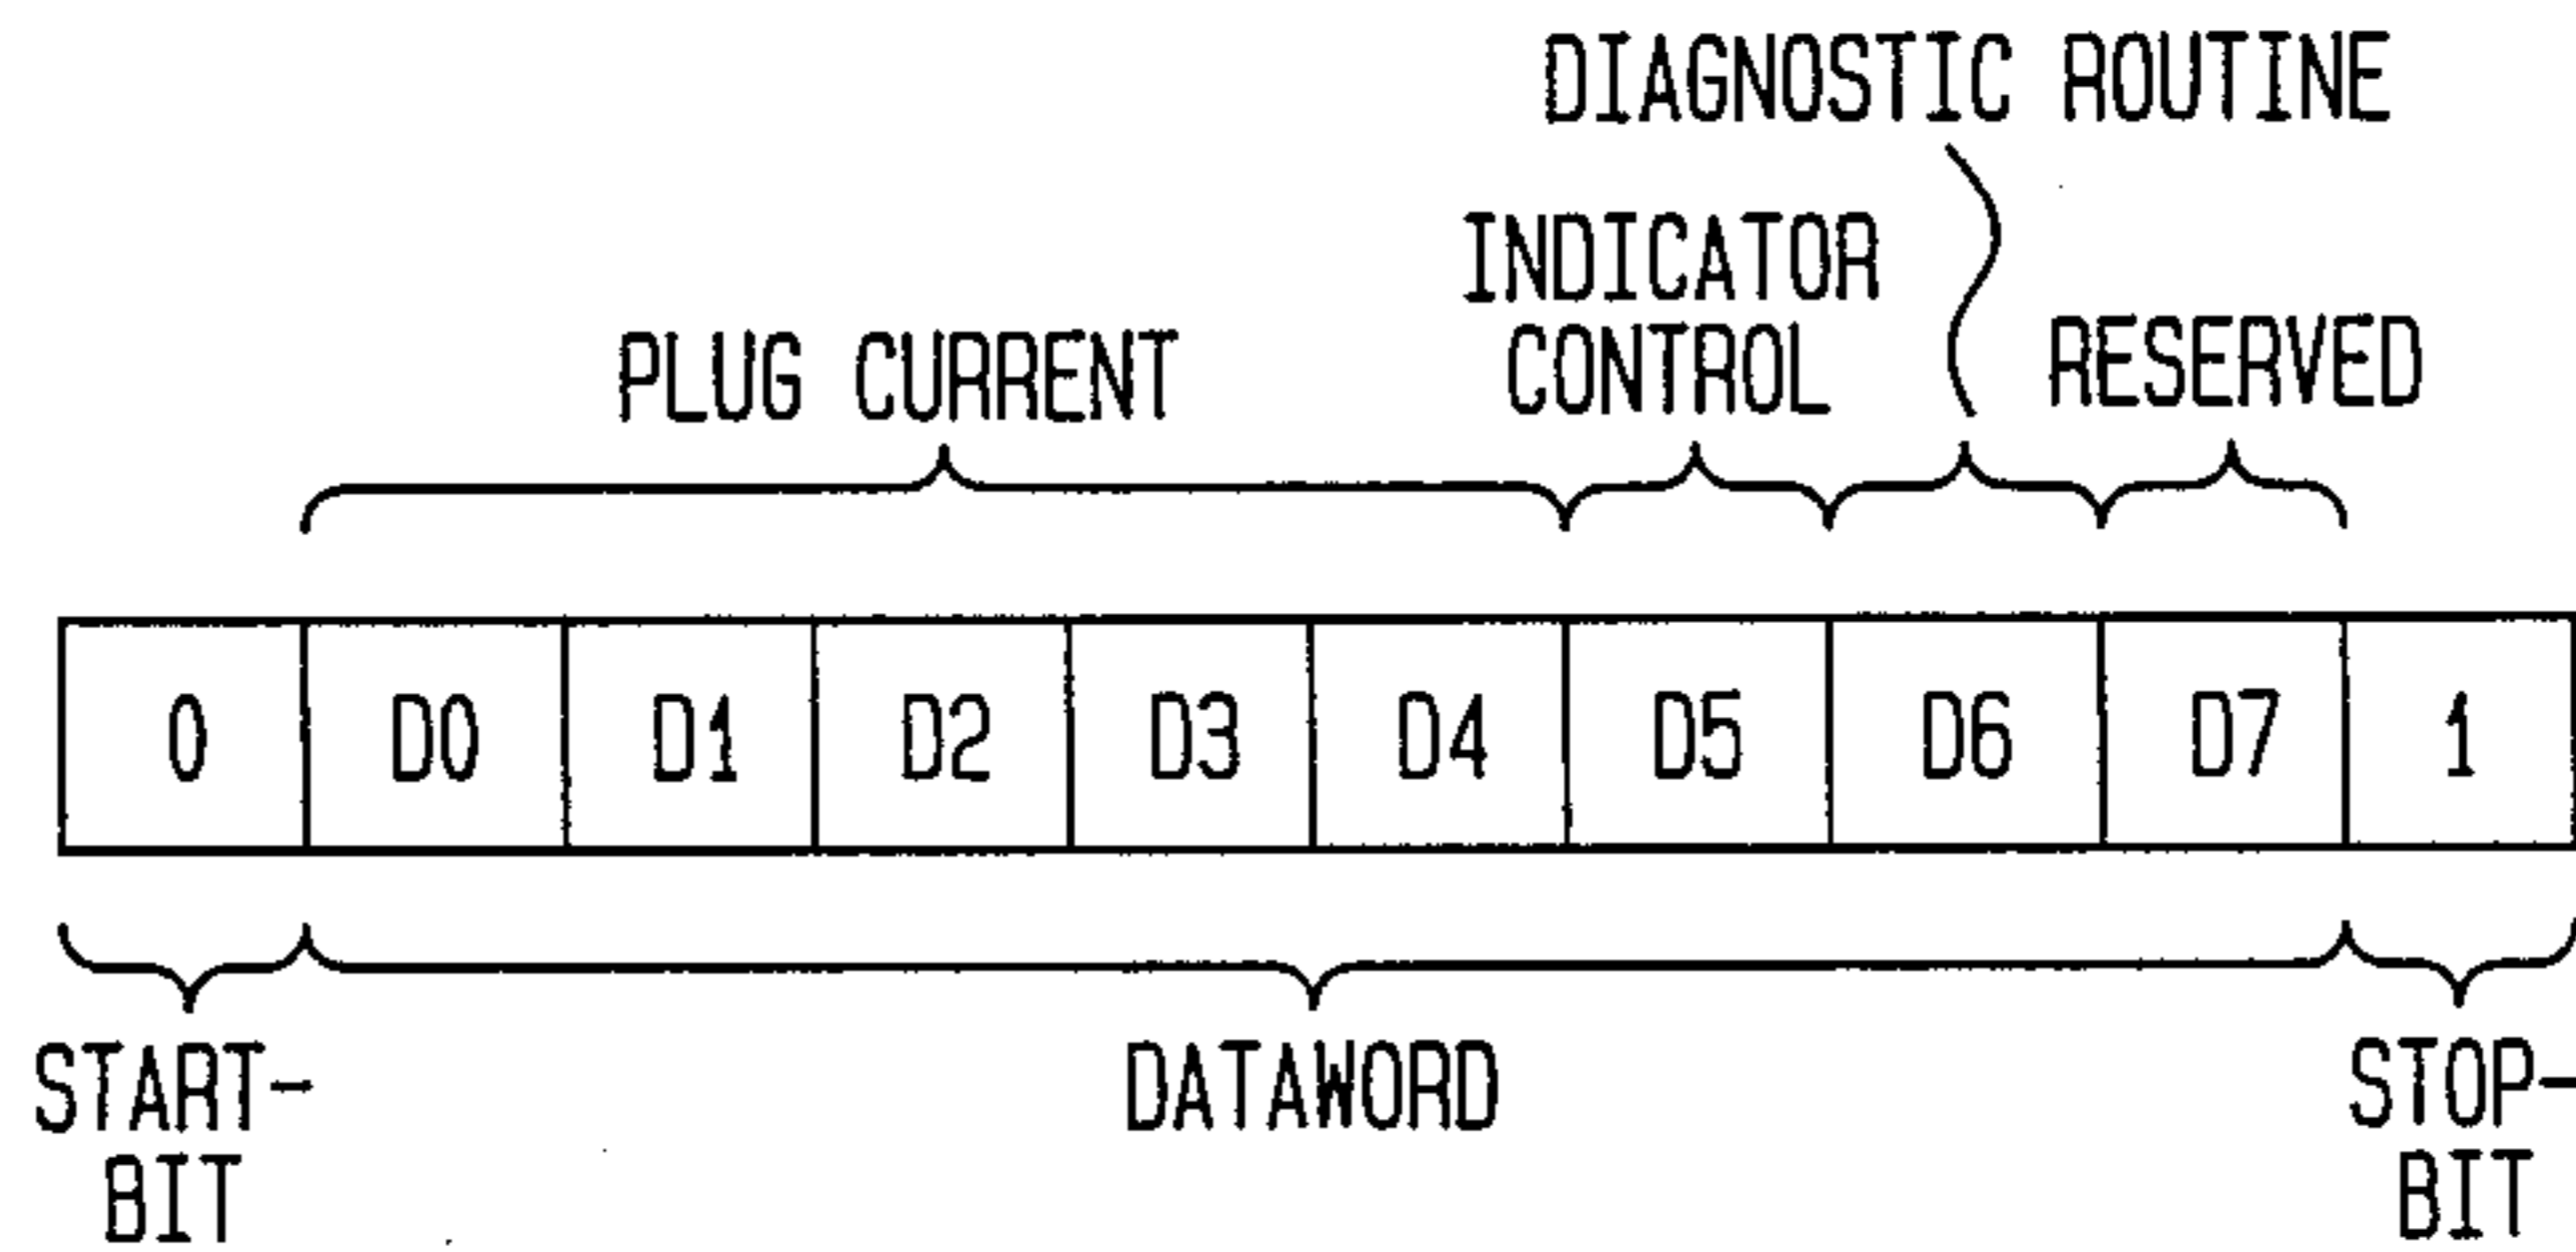 DIAGNOSTIC ROUTINE
INDICATOR
CONTROL
PLUG CURRENT
RESERVED
0 D0 D1 D2 D3 D4 D5 D6 D7 1
START-
BIT
DATAWORD
STOP-
BIT